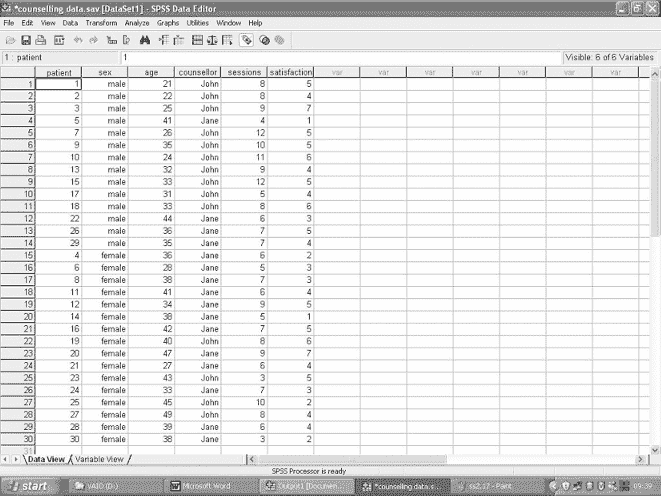 *counselling data.sav [DataSet1] - SPSS Data Editor
File Edit View Data Transform Analyze Graphs Utilities Window Help
1 : patient 1 Visible: 6 of 6 Variables
patient sex age counsellor sessions satisfaction var var var var var var var
1 1 male 21 John 8 5
2 2 male 22 John 8 4
3 3 male 25 John 9 7
4 5 male 41 Jane 4 1
5 7 male 26 John 12 5
6 9 male 35 John 10 5
7 10 male 24 John 11 6
8 13 male 32 John 9 4
9 15 male 33 John 12 5
10 17 male 31 John 5 4
11 18 male 33 John 8 6
12 22 male 44 Jane 6 3
13 26 male 36 Jane 7 5
14 29 male 35 Jane 7 4
15 4 female 36 Jane 6 2
16 6 female 28 Jane 5 3
17 8 female 38 Jane 7 3
18 11 female 41 Jane 6 4
19 12 female 34 John 9 5
20 14 female 38 Jane 5 1
21 16 female 42 Jane 7 5
22 19 female 40 John 8 6
23 20 female 47 Jane 9 7
24 21 female 27 Jane 6 4
25 23 female 43 John 3 5
26 24 female 33 Jane 7 3
27 25 female 45 John 10 2
28 27 female 49 John 8 4
29 28 female 39 Jane 6 4
30 30 female 38 Jane 3 2
31
Data View Variable View
SPSS Processor is ready
start VAIO (D:) Microsoft Word Output1 [Documen... *counselling data.s... ss2.17 - Paint 09:39